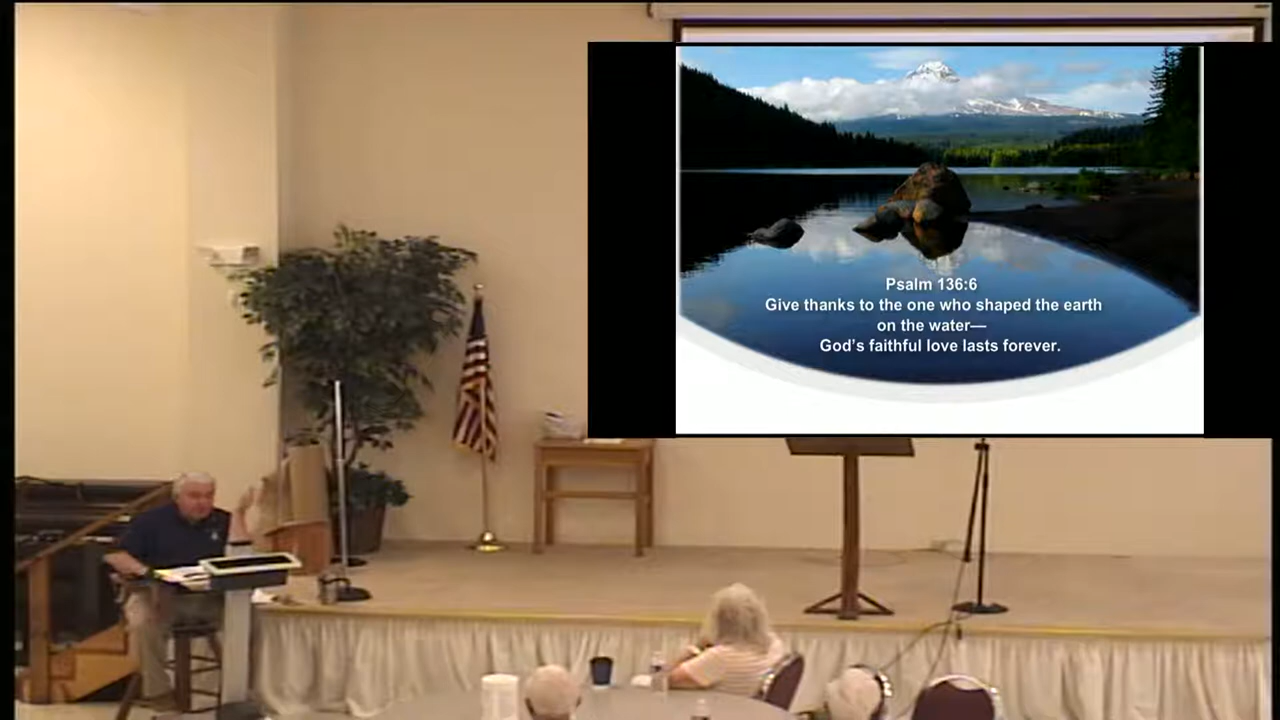 Psalm 136:6
Give thanks to the one who shaped the earth
on the water—
God's faithful love lasts forever.